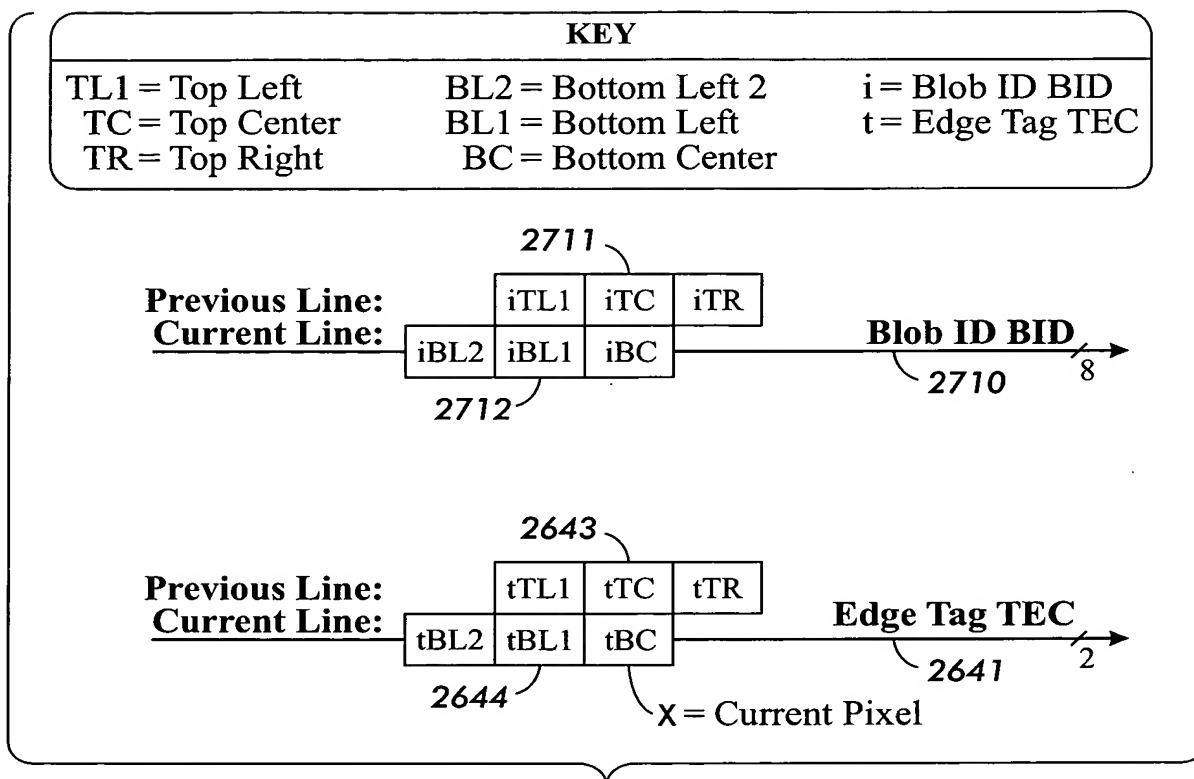 KEY
TL1 = Top Left BL2 = Bottom Left 2 i = Blob ID BID
TC = Top Center BL1 = Bottom Left t = Edge Tag TEC
TR = Top Right BC = Bottom Center
2711
Previous Line: iTL1 iTC iTR
Current Line: iBL2 iBL1 iBC Blob ID BID
8
2712 2710
2643
Previous Line: tTL1 tTC tTR
Current Line: tBL2 tBL1 tBC Edge Tag TEC
2
2644 2641
X = Current Pixel